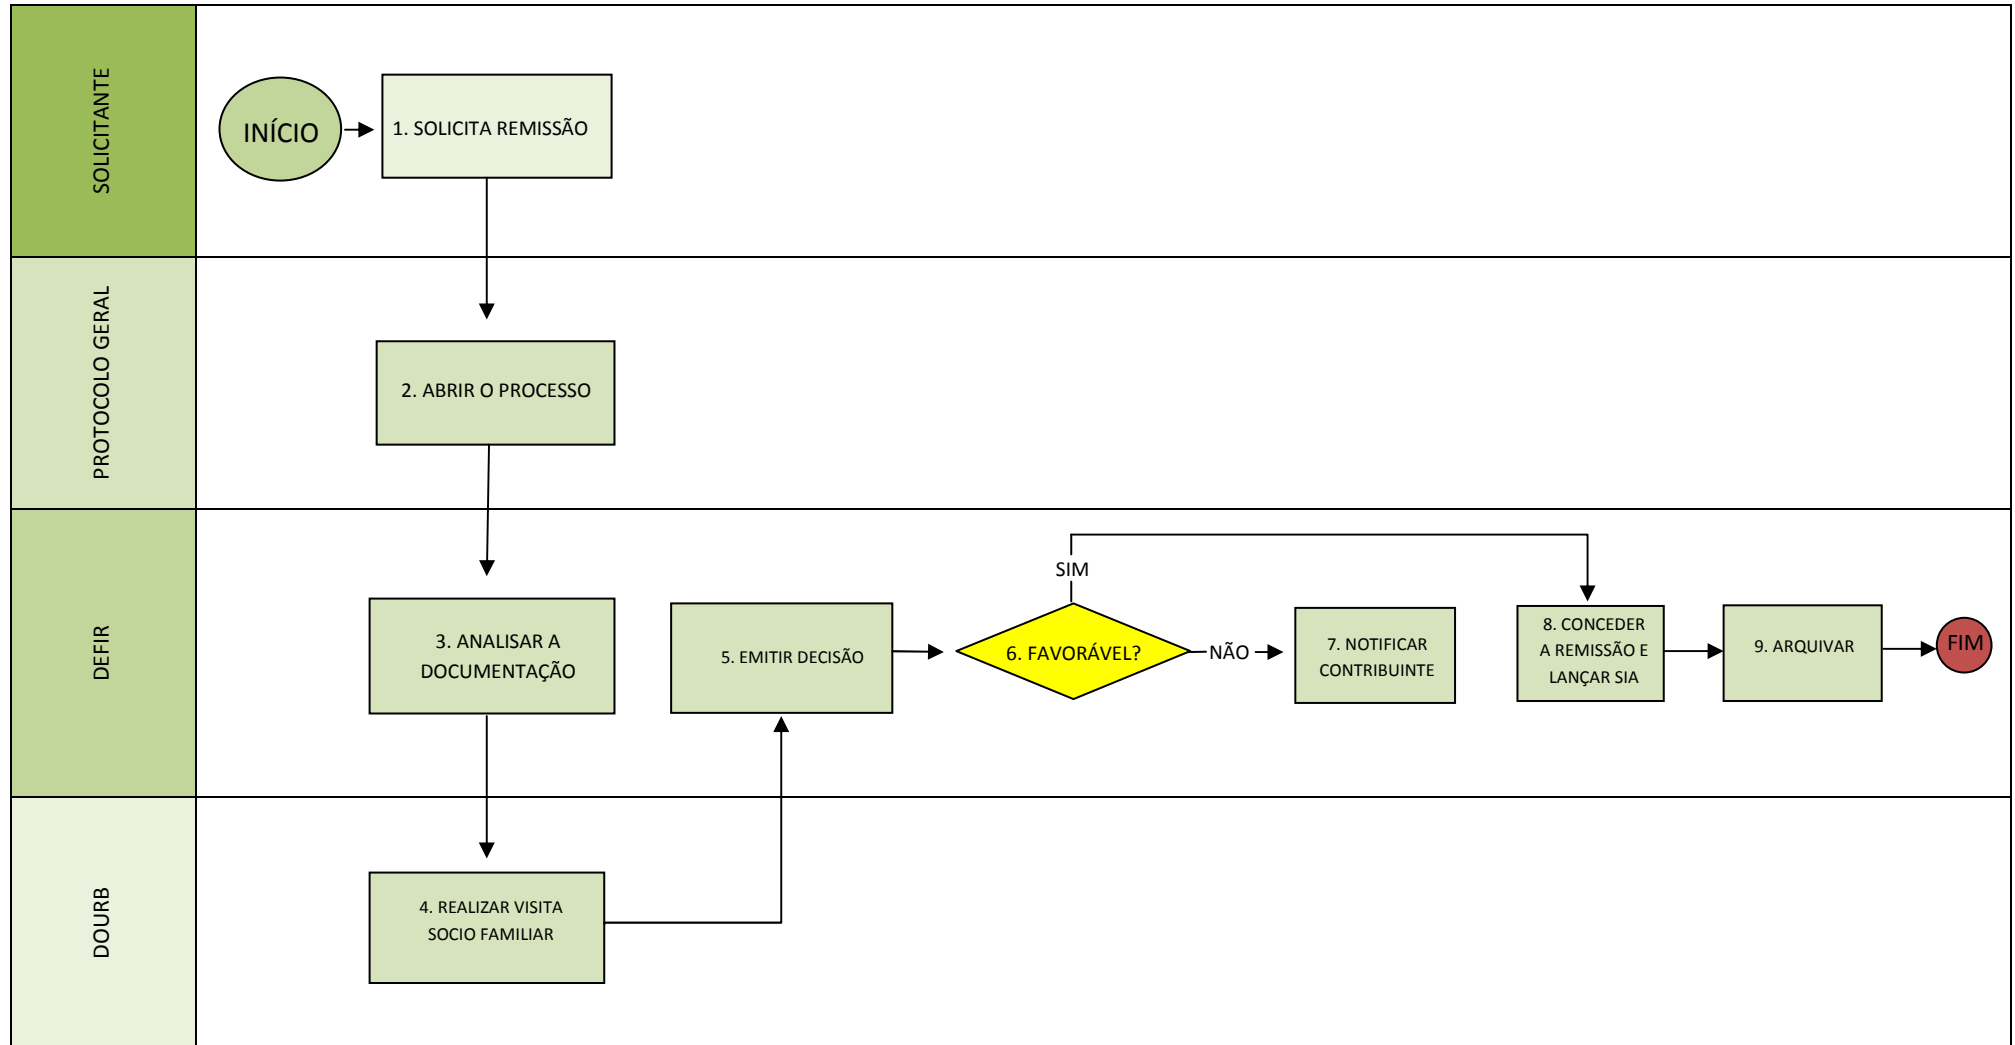 SOLICITANTE
INÍCIO
1. SOLICITA REMISSÃO
PROTOCOLO GERAL
2. ABRIR O PROCESSO
DEFIR
3. ANALISAR A
DOCUMENTAÇÃO
5. EMITIR DECISÃO
6. FAVORÁVEL?
SIM
NÃO
7. NOTIFICAR
CONTRIBUINTE
8. CONCEDER
A REMISSÃO E
LANÇAR SIA
9. ARQUIVAR
FIM
DOURB
4. REALIZAR VISITA
SOCIO FAMILIAR